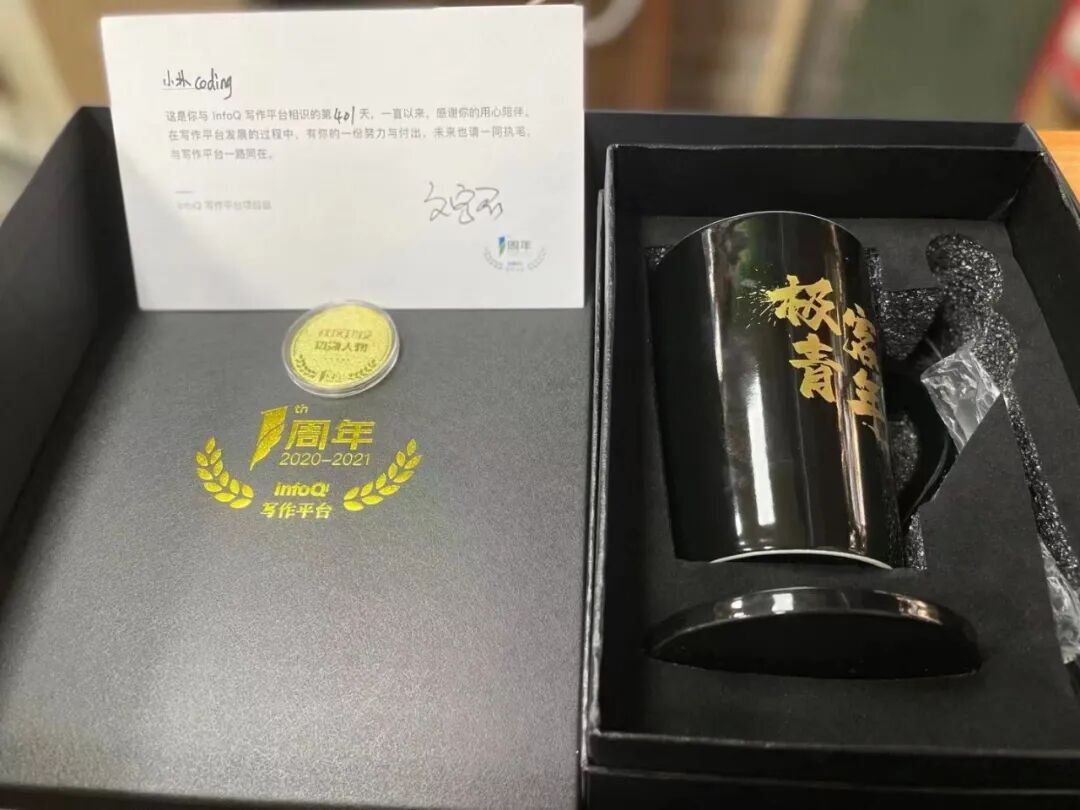 小林coding
这是你与 InfoQ 写作平台相识的第401天，一直以来，感谢你的用心陪伴。
在写作平台发展的过程中，有你的一份努力与付出，未来也请一同执笔，
与写作平台一路同在。
InfoQ 写作平台项目组
1周年
th
1周年
2020-2021
InfoQ
写作平台
极客
青年